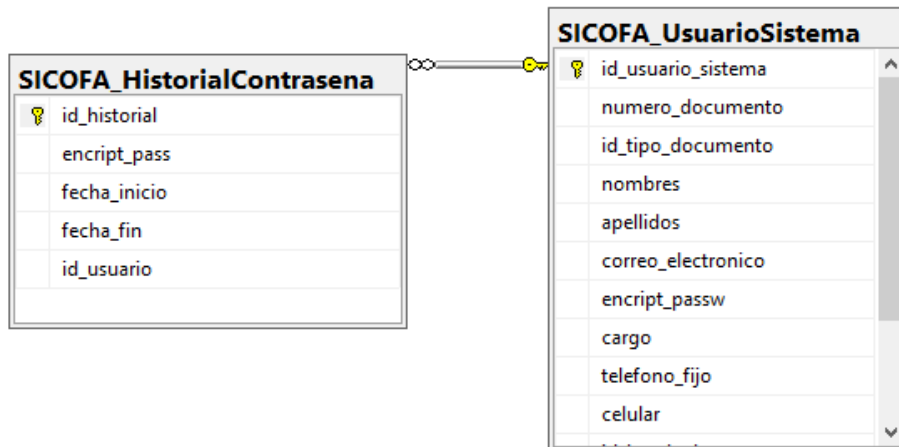 SICOFA_HistorialContrasena
id_historial
encript_pass
fecha_inicio
fecha_fin
id_usuario
SICOFA_UsuarioSistema
id_usuario_sistema
numero_documento
id_tipo_documento
nombres
apellidos
correo_electronico
encript_passw
cargo
telefono_fijo
celular